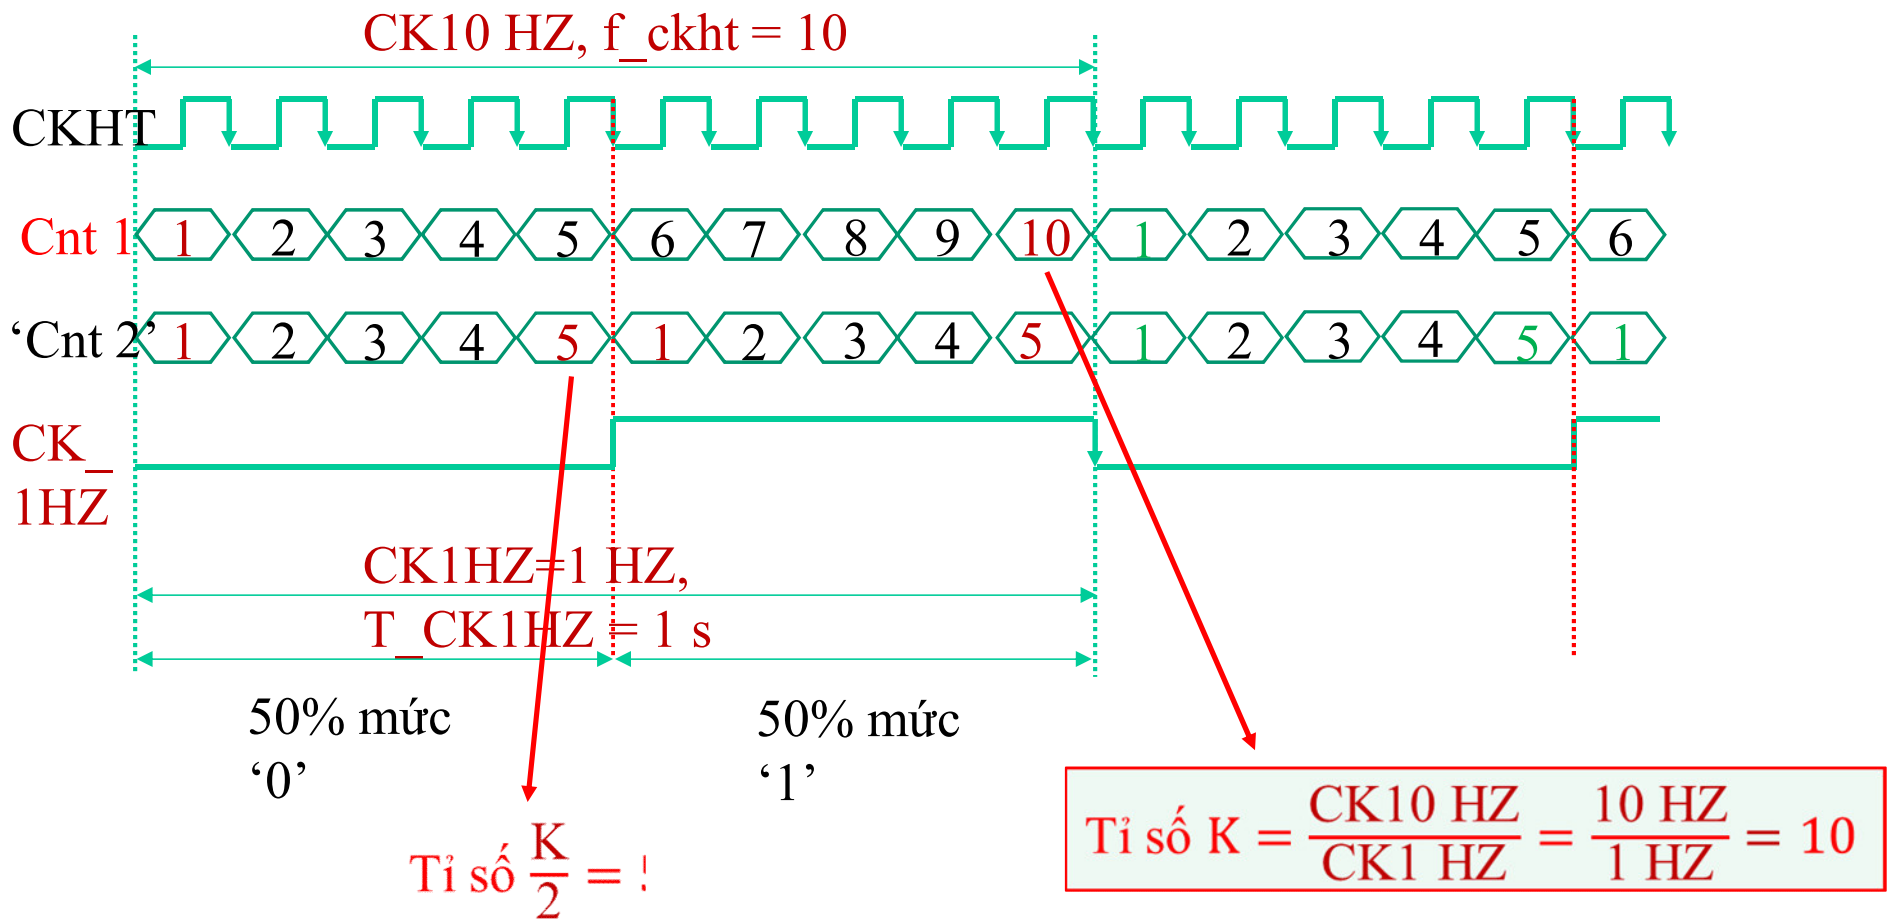 CK10 HZ, f_ckht = 10
CKHT
Cnt 1 1 2 3 4 5 6 7 8 9 10 1 2 3 4 5 6
‘Cnt 2’ 1 2 3 4 5 1 2 3 4 5 1 2 3 4 5 1
CK_
1HZ
CK1HZ=1 HZ,
T_CK1HZ = 1 s
50% mức
‘0’
50% mức
‘1’
Tỉ số K/2 =
Tỉ số K = CK10 HZ/CK1 HZ = 10 HZ/1 HZ = 10